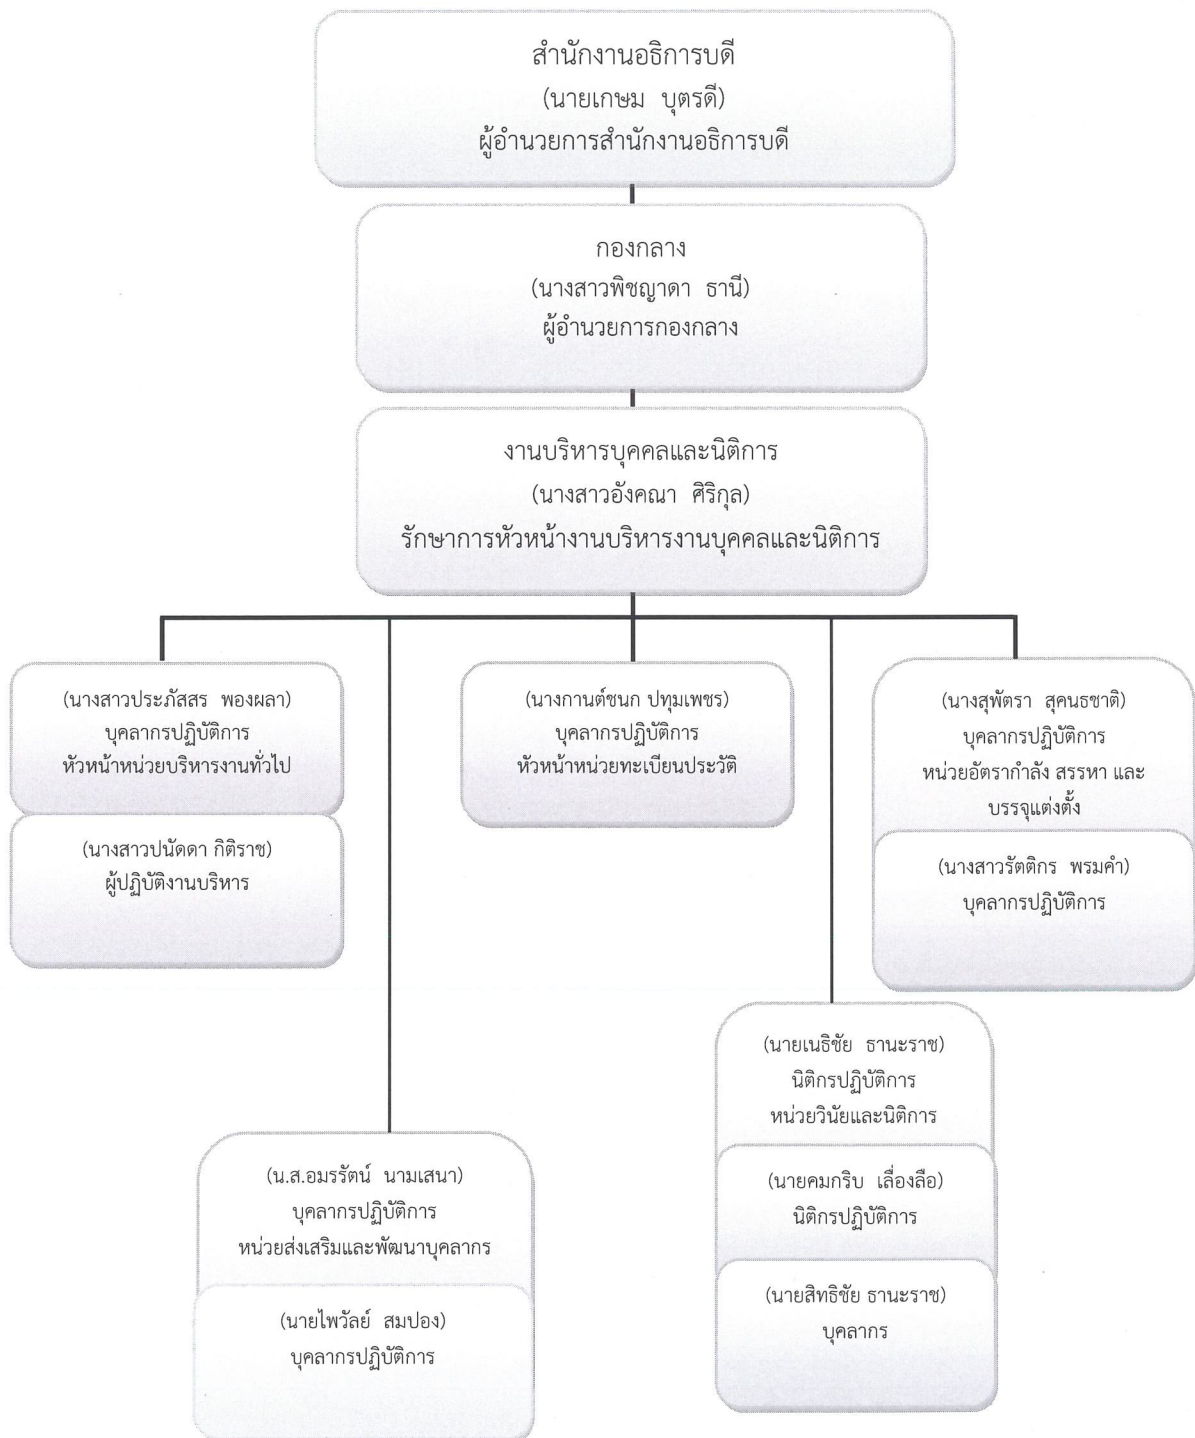 สำนักงานอธิการบดี
(นายเกษม บุตรดี)
ผู้อำนวยการสำนักงานอธิการบดี
กองกลาง
(นางสาวพิชญาดา ธานี)
ผู้อำนวยการกองกลาง
งานบริหารบุคคลและนิติการ
(นางสาวอังคณา ศิริกุล)
รักษาการหัวหน้างานบริหารงานบุคคลและนิติการ
(นางสาวประภัสสร พองผลา)
บุคลากรปฏิบัติการ
หัวหน้าหน่วยบริหารงานทั่วไป
(นางสาวปนัดดา กิติราช)
ผู้ปฏิบัติงานบริหาร
(นางกานต์ชนก ปทุมเพชร)
บุคลากรปฏิบัติการ
หัวหน้าหน่วยทะเบียนประวัติ
(นางสุพัตรา สุคนธชาติ)
บุคลากรปฏิบัติการ
หน่วยอัตรากำลัง สรรหา และ
บรรจุแต่งตั้ง
(นางสาวรัตติกร พรมคำ)
บุคลากรปฏิบัติการ
(น.ส.อมรรัตน์ นามเสนา)
บุคลากรปฏิบัติการ
หน่วยส่งเสริมและพัฒนาบุคลากร
(นายไพวัลย์ สมปอง)
บุคลากรปฏิบัติการ
(นายเนธิชัย ธานะราช)
นิติกรปฏิบัติการ
หน่วยวินัยและนิติการ
(นายคมกริบ เลื่องลือ)
นิติกรปฏิบัติการ
(นายสิทธิชัย ธานะราช)
บุคลากร